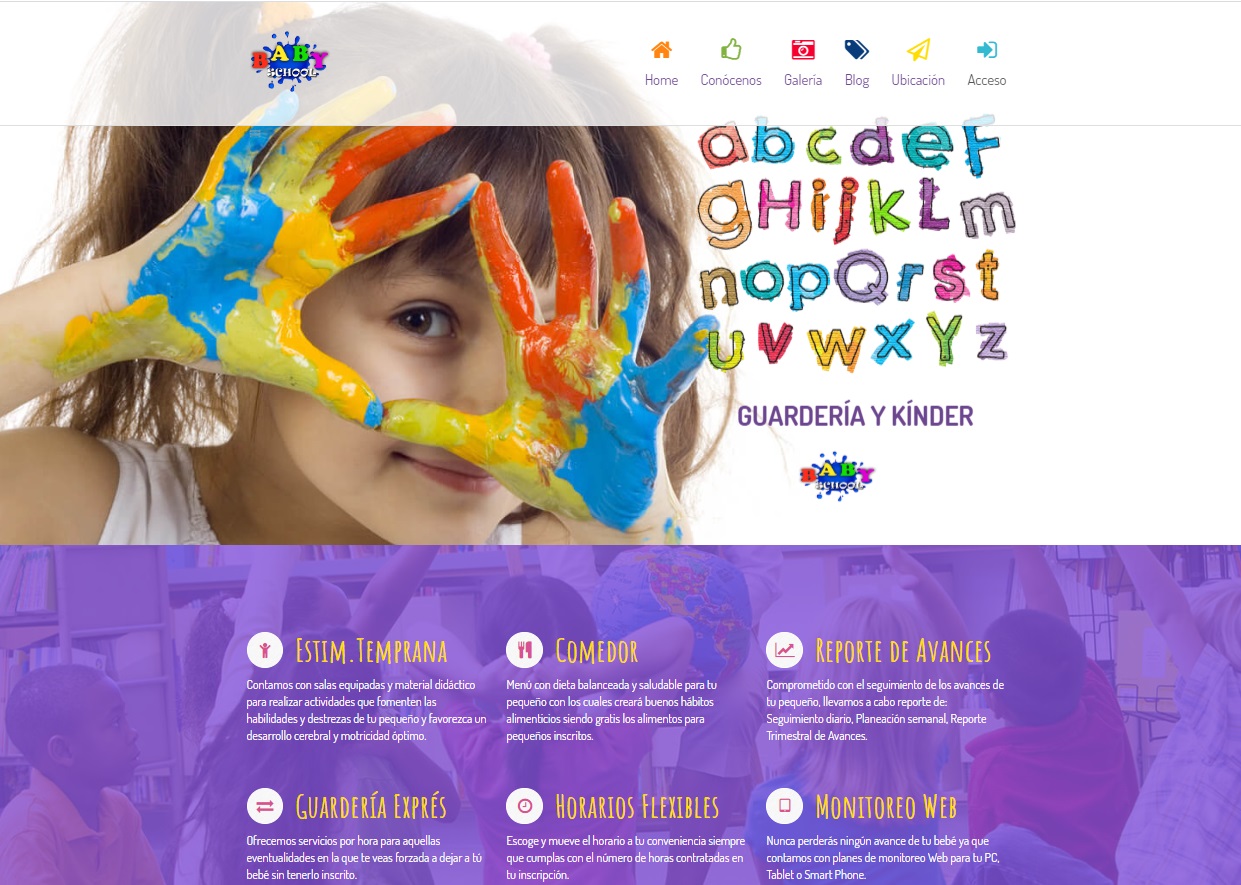 BABY
SCHOOL
Home Conócenos Galería Blog Ubicación Acceso
a b c d e F
g H i j k L m
n o p Q r s t
u v w x Y z
GUARDERÍA Y KÍNDER
BABY
SCHOOL
Estim.Temprana
Contamos con salas equipadas y material didáctico
para realizar actividades que fomenten las
habilidades y destrezas de tu pequeño y favorezca un
desarrollo cerebral y motricidad óptimo.
Comedor
Menú con dieta balanceada y saludable para tu
pequeño con los cuales creará buenos hábitos
alimenticios siendo gratis los alimentos para
pequeños inscritos.
Reporte de Avances
Comprometido con el seguimiento de los avances de
tu pequeño, llevamos a cabo reporte de:
Seguimiento diario, Planeación semanal, Reporte
Trimestral de Avances.
Guardería Exprés
Ofrecemos servicios por hora para aquellas
eventualidades en la que te veas forzada a dejar a tú
bebé sin tenerlo inscrito.
Horarios Flexibles
Escoge y mueve el horario a tu conveniencia siempre
que cumplas con el número de horas contratadas en
tu inscripción.
Monitoreo Web
Nunca perderás ningún avance de tu bebé ya que
contamos con planes de monitoreo Web para tu PC,
Tablet o Smart Phone.